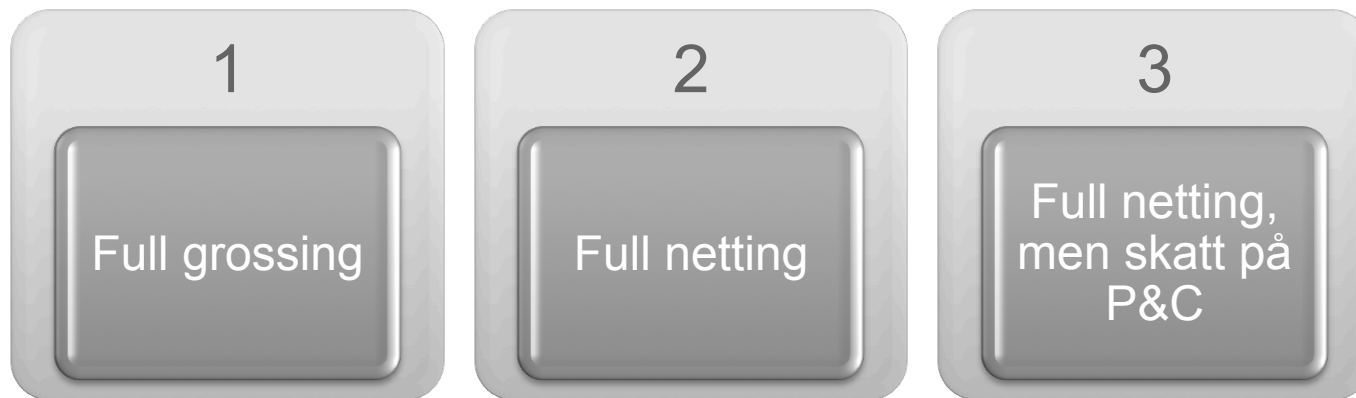 1
Full grossing
2
Full netting
3
Full netting,
men skatt på
P&C